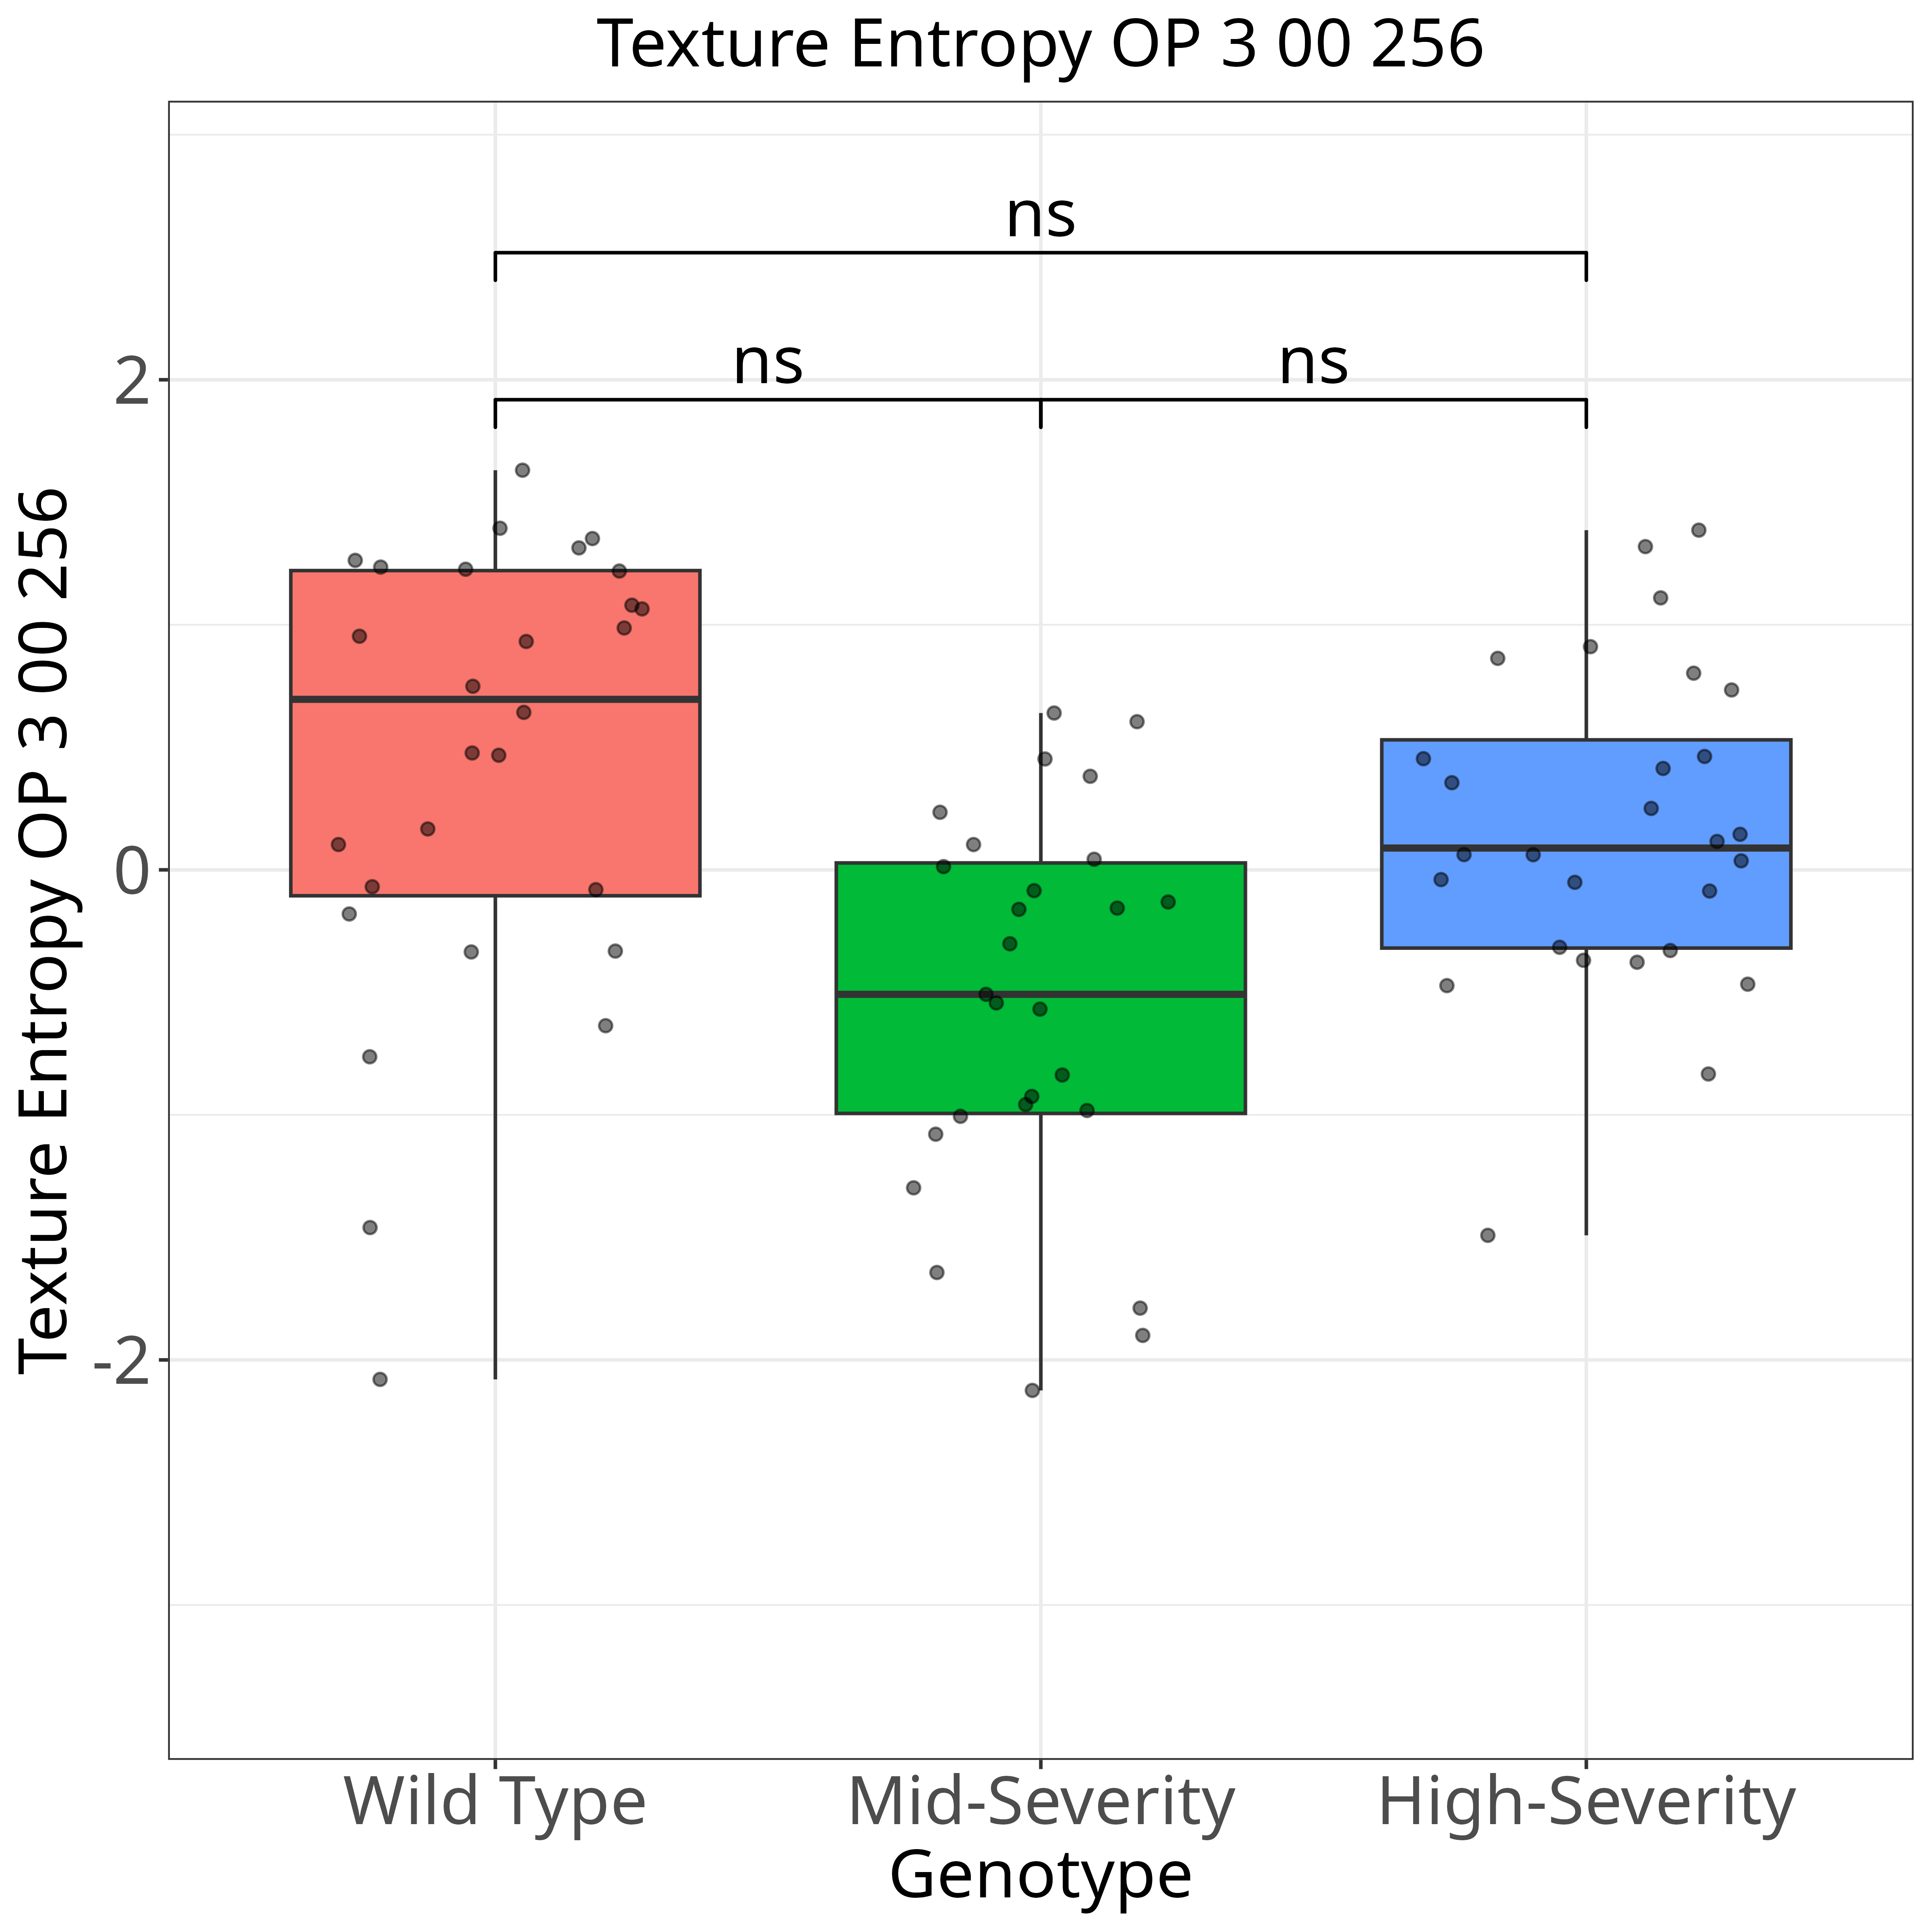 Texture Entropy OP 3 00 256
ns
ns ns
2
0
-2
Texture Entropy OP 3 00 256
Wild Type Mid-Severity High-Severity
Genotype